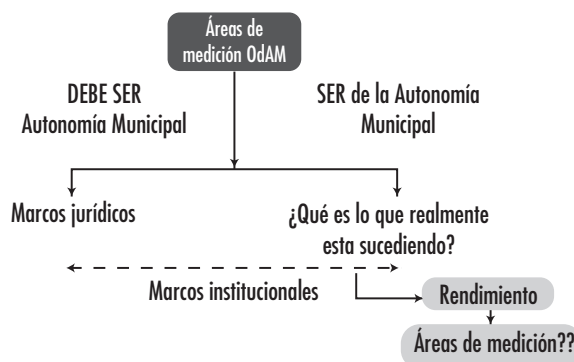 Áreas de
medición OdAM
DEBE SER
Autonomía Municipal
SER de la Autonomía
Municipal
Marcos jurídicos
¿Qué es lo que realmente
esta sucediendo?
Marcos institucionales
Rendimiento
Áreas de medición??